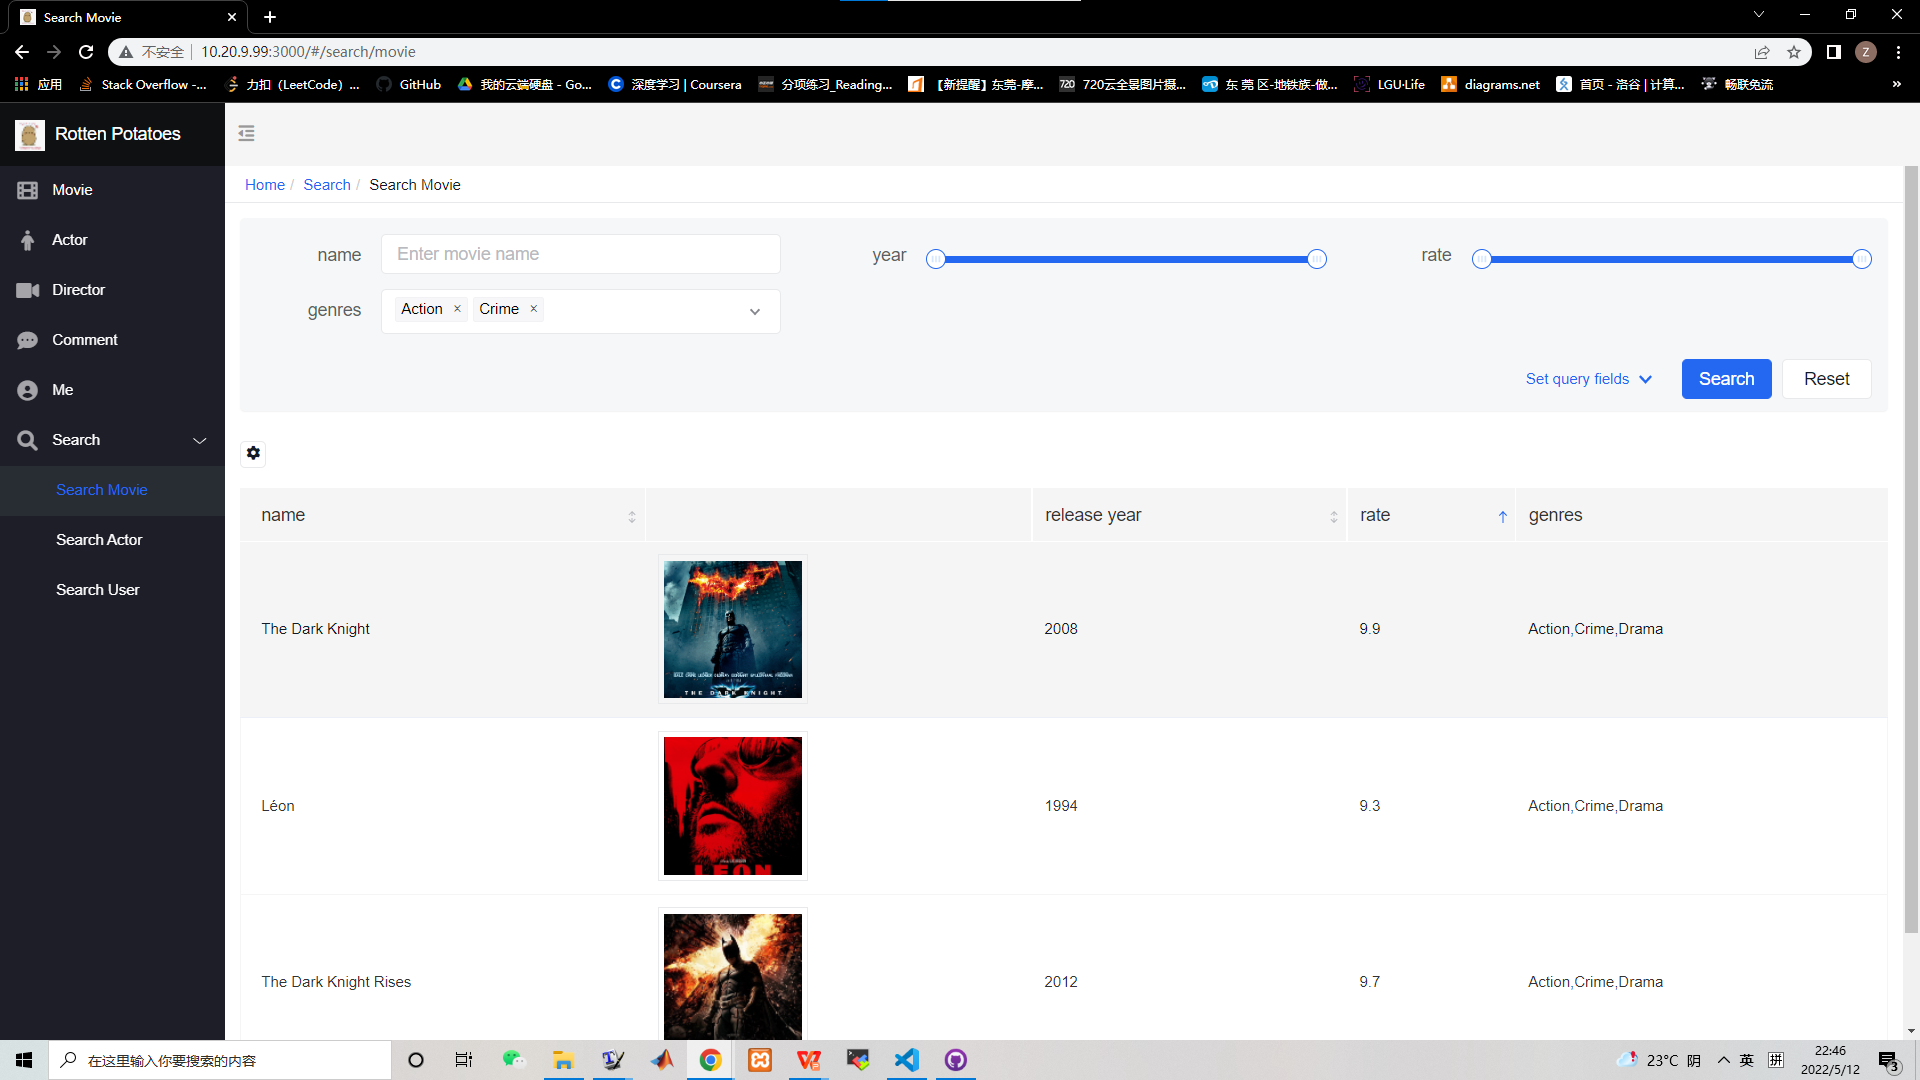 Search Movie
不安全
10.20.9.99:3000/#/search/movie
应用
Stack Overflow -...
力扣（LeetCode）...
GitHub
我的云端硬盘 - Go...
深度学习 | Coursera
分项练习_Reading...
【新提醒】东莞-摩...
720云全景图片摄...
东 莞 区-地铁族-做...
LGU·Life
diagrams.net
首页 - 洛谷 | 计算...
畅联免流
»
Rotten Potatoes
Movie
Actor
Director
Comment
Me
Search
Search Movie
Search Actor
Search User
Home / Search / Search Movie
name
Enter movie name
year
rate
genres
Action ×
Crime ×
Set query fields
Search
Reset
name
release year
rate
genres
The Dark Knight
THE DARK KNIGHT
2008
9.9
Action,Crime,Drama
Léon
LEON
1994
9.3
Action,Crime,Drama
The Dark Knight Rises
2012
9.7
Action,Crime,Drama
在这里输入你要搜索的内容
23°C 阴
英
拼
22:46
2022/5/12
3